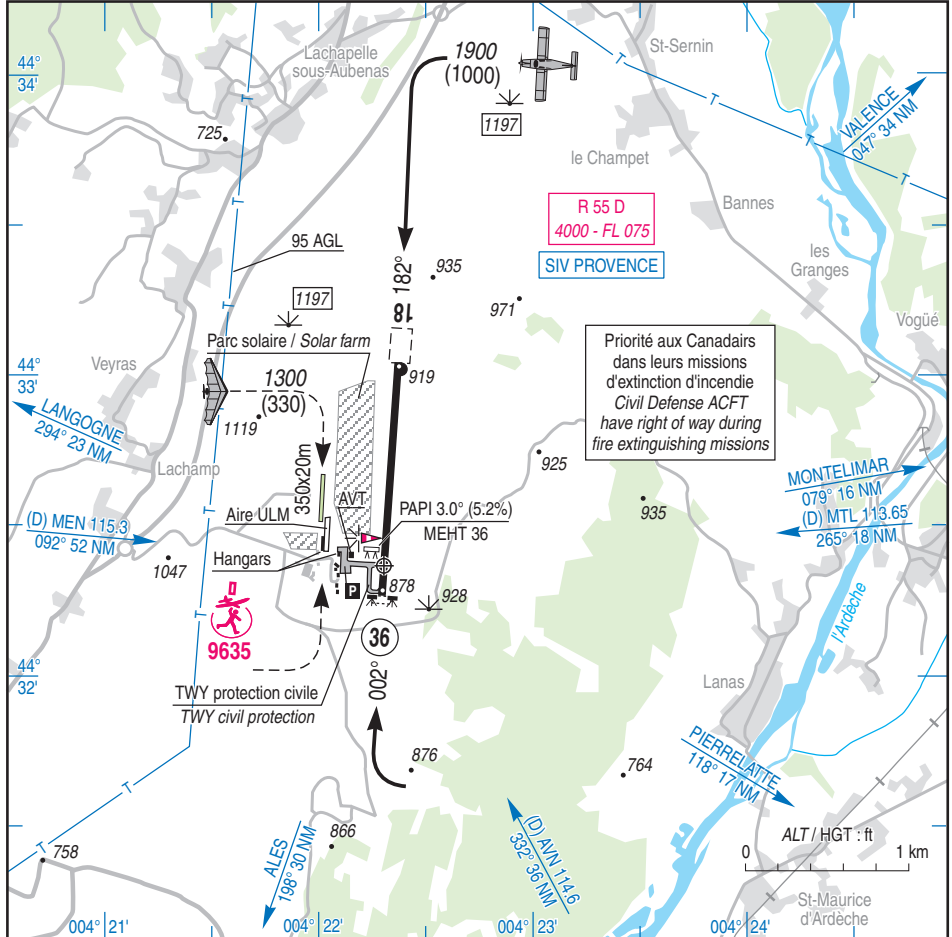 44°
34'
Lachapelle
sous-Aubenas
1900
(1000)
St-Sernin
1197
VALENCE
047° 34 NM
T
T
T
725
le Champet
Bannes
R 55 D
4000 - FL 075
SIV PROVENCE
95 AGL
182°
935
18
971
les
Granges
Vogüé
1197
T
Parc solaire / Solar farm
Priorité aux Canadairs
dans leurs missions
d'extinction d'incendie
Civil Defense ACFT
have right of way during
fire extinguishing missions
44°
33'
Veyras
1300
(330)
919
LANGOGNE
294° 23 NM
1119
Lachamp
350x20m
925
MONTELIMAR
079° 16 NM
(D) MTL 113.65
265° 18 NM
AVT
PAPI 3.0° (5.2%)
MEHT 36
935
Aire ULM
(D) MEN 115.3
092° 52 NM
Hangars
1047
P
878
928
l'Ardèche
T
9635
36
44°
32'
002°
TWY protection civile
TWY civil protection
Lanas
PIERRELATTE
118° 17 NM
876
764
T
ALES
198° 30 NM
866
(D) AVN 114.6
332° 36 NM
758
ALT / HGT : ft
0
1 km
St-Maurice
d'Ardèche
004° 21'
004° 22'
004° 23'
004° 24'